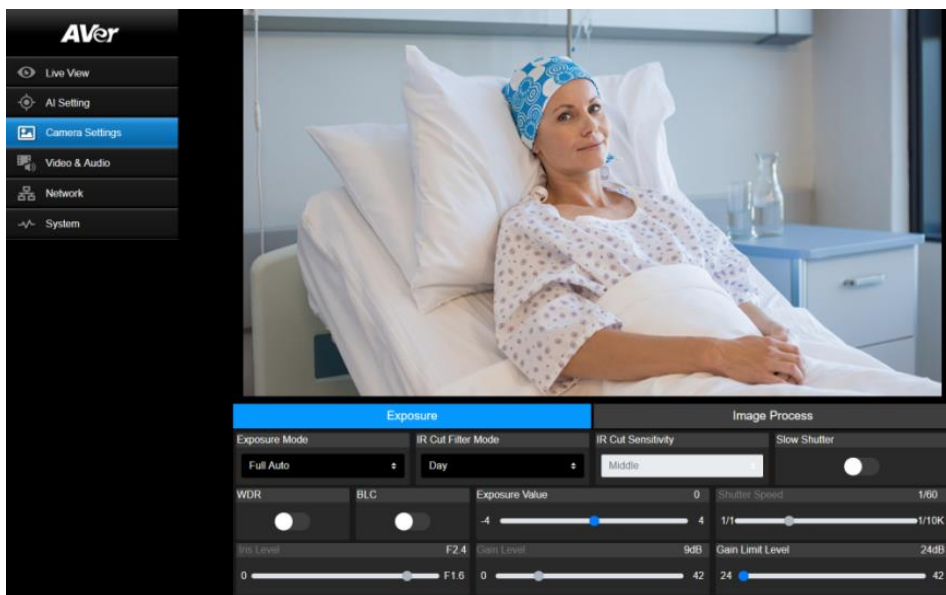 AVer
Live View
AI Setting
Camera Settings
Video & Audio
Network
System
Exposure
Image Process
Exposure Mode
IR Cut Filter Mode
IR Cut Sensitivity
Slow Shutter
Full Auto
Day
Middle
WDR
BLC
Exposure Value 0
Shutter Speed 1/60
-4 4
1/1 1/10K
Iris Level F2.4
Gain Level 9dB
Gain Limit Level 24dB
0 F1.6
0 42
24 42